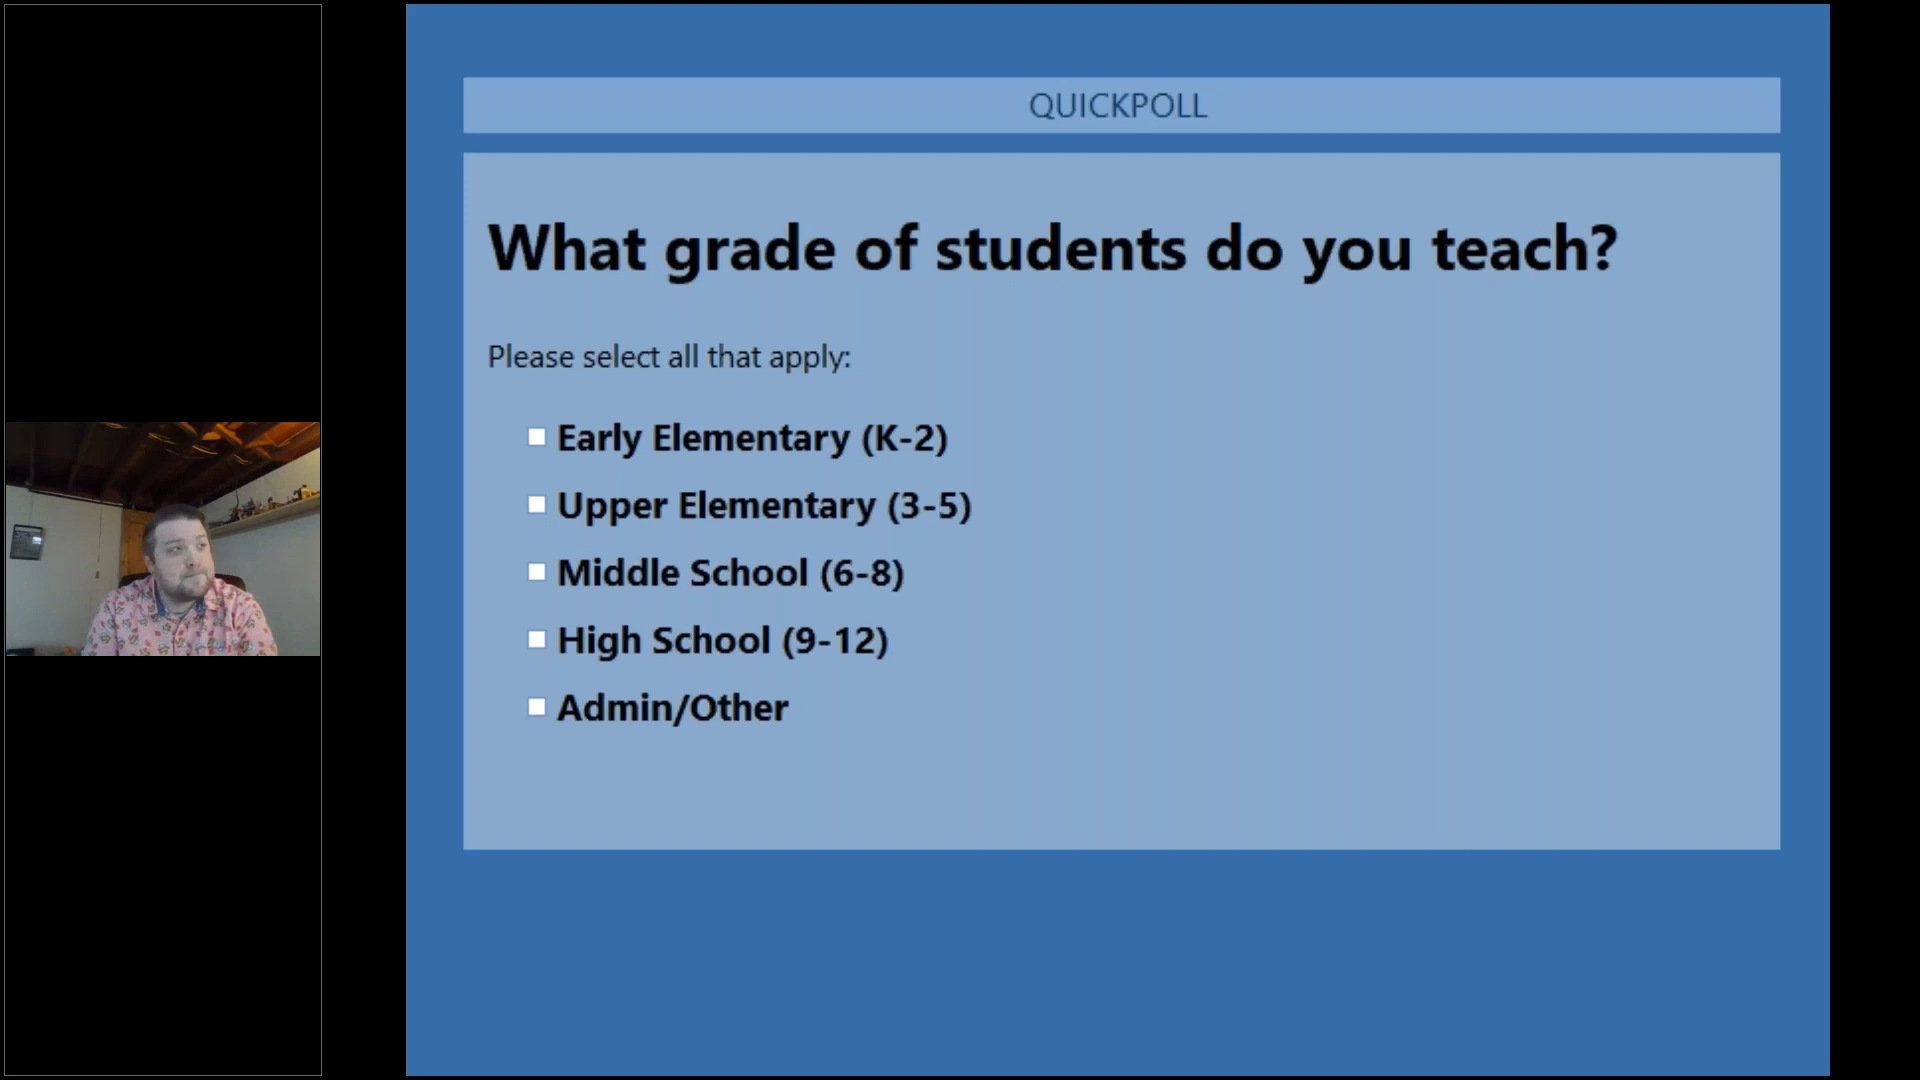 QUICKPOLL
What grade of students do you teach?
Please select all that apply:
Early Elementary (K-2)
Upper Elementary (3-5)
Middle School (6-8)
High School (9-12)
Admin/Other